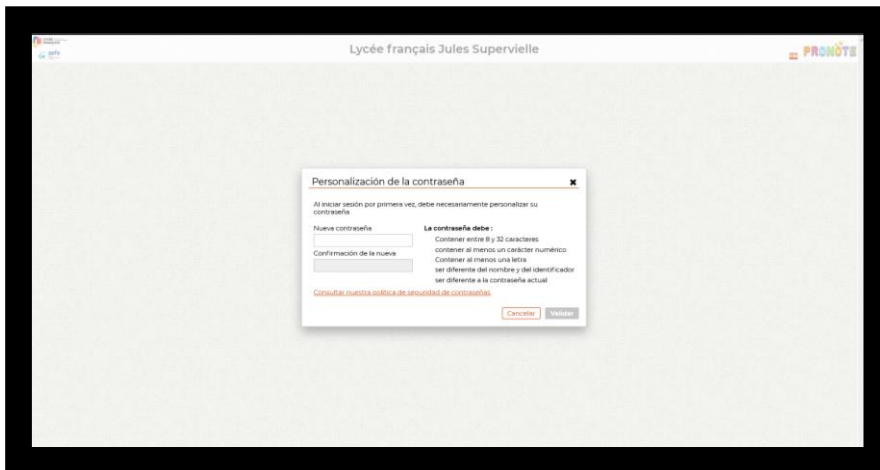 Lycée français Jules Supervielle
PRONOTE
Personalización de la contraseña
Al iniciar sesión por primera vez, debe necesariamente personalizar su
contraseña
Nueva contraseña
La contraseña debe :
Contener entre 8 y 32 caracteres
contener al menos un carácter numérico
Confirmación de la nueva
Contener al menos una letra
ser diferente del nombre y del identificador
ser diferente a la contraseña actual
Consultar nuestra política de seguridad de contraseñas
Cancelar
Validar